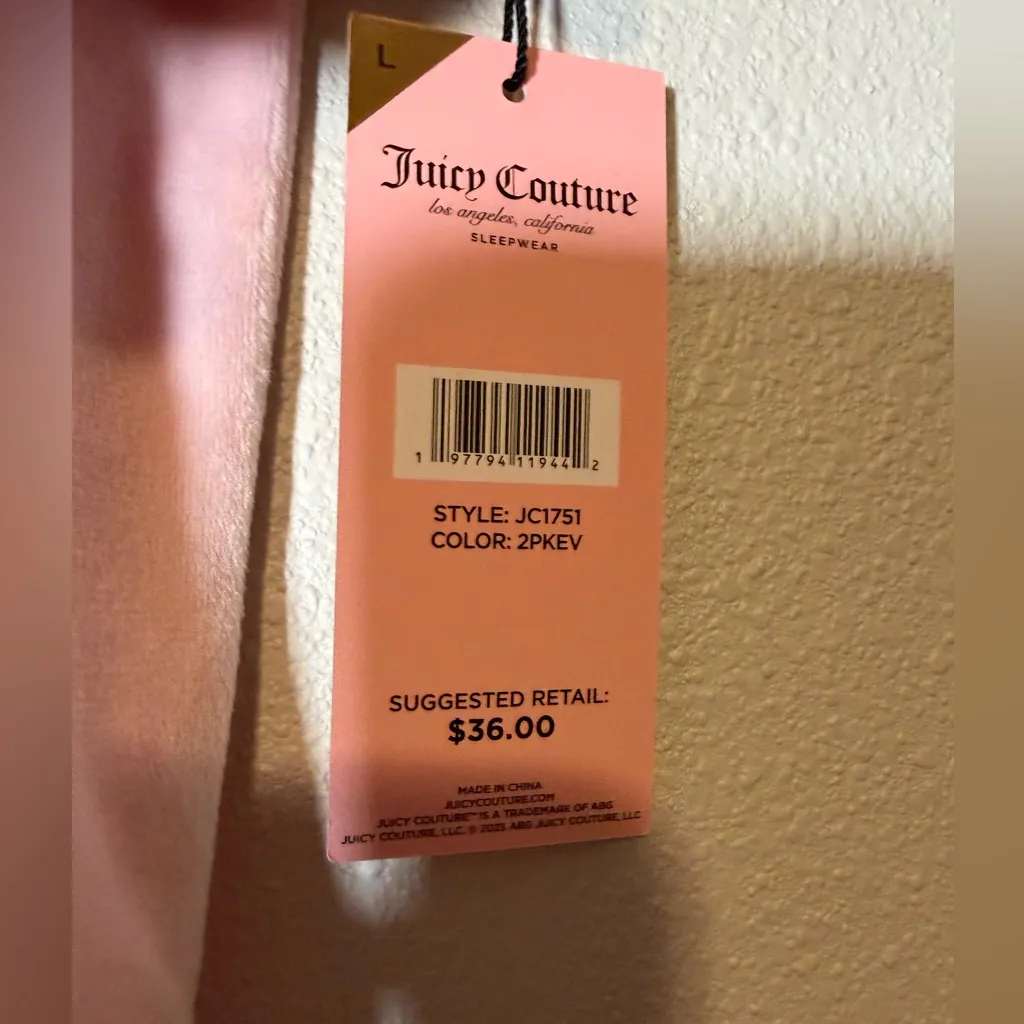 L
Juicy Couture
los angeles, california
SLEEPWEAR
1 97794 11944 2
STYLE: JC1751
COLOR: 2PKEV
SUGGESTED RETAIL:
$36.00
MADE IN CHINA
JUICYCOUTURE.COM
JUICY COUTURE™ IS A TRADEMARK OF ABG
JUICY COUTURE, LLC. © 2023 ABG JUICY COUTURE, LLC